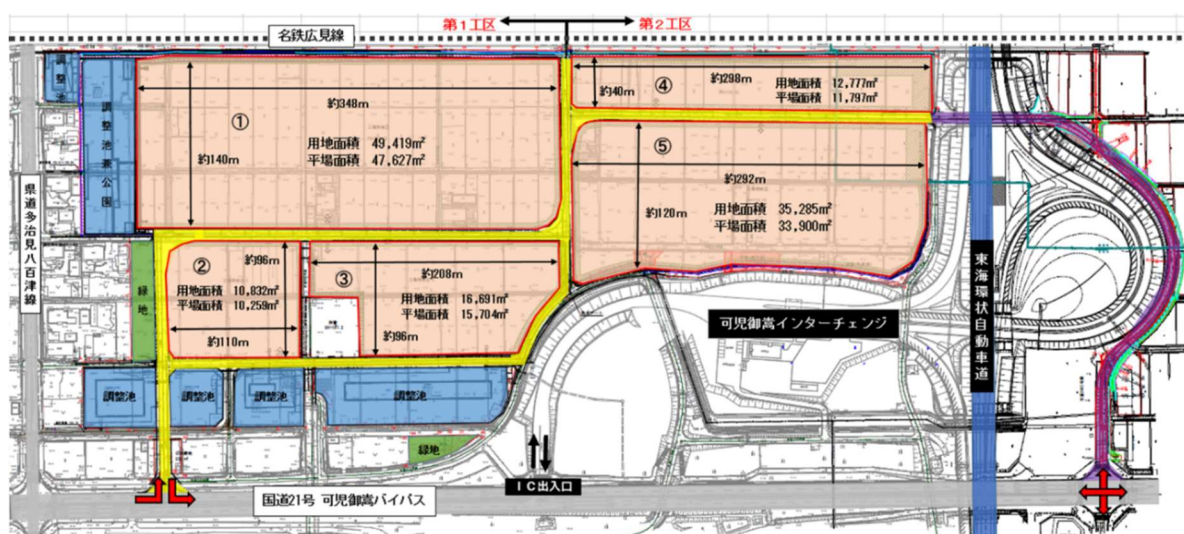 第1工区
第2工区
名鉄広見線
調整池
調整池兼公園
県道多治見八百津線
①
約348m
約140m
用地面積 49,419㎡
平場面積 47,627㎡
④
約298m
約40m
用地面積 12,777㎡
平場面積 11,797㎡
⑤
約292m
約120m
用地面積 35,285㎡
平場面積 33,900㎡
緑地
②
約96m
用地面積 10,832㎡
平場面積 10,259㎡
約110m
③
約208m
用地面積 16,691㎡
平場面積 15,704㎡
約96m
可児御嵩インターチェンジ
東海環状自動車道
調整池
調整池
調整池
調整池
緑地
IC出入口
国道21号 可児御嵩バイパス